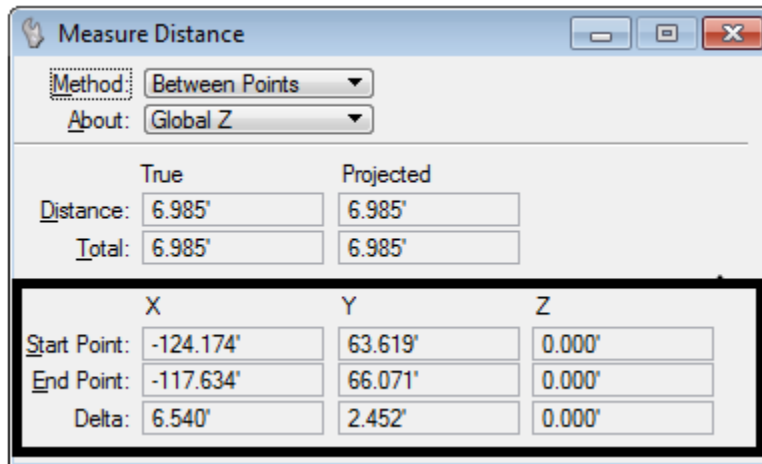 Measure Distance
Method: Between Points
About: Global Z
True Projected
Distance: 6.985' 6.985'
Total: 6.985' 6.985'
X Y Z
Start Point: -124.174' 63.619' 0.000'
End Point: -117.634' 66.071' 0.000'
Delta: 6.540' 2.452' 0.000'